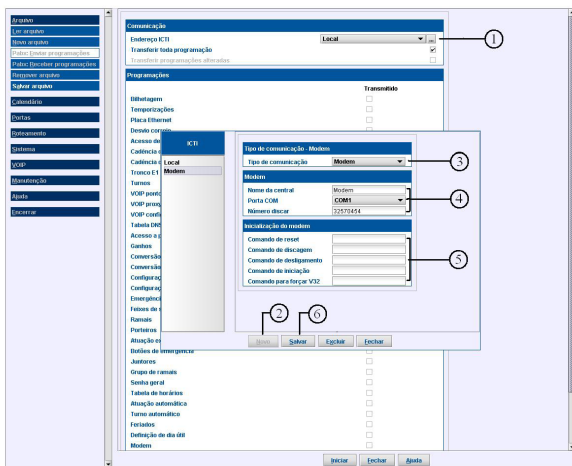 Arquivo
Ler arquivo
Novo arquivo
Pabx: Enviar programações
Pabx: Receber programações
Remover arquivo
Salvar arquivo
Calendário
Portas
Roteamento
Sistema
VOIP
Manutenção
Ajuda
Encerrar
Comunicação
Endereço ICTI
Local
...
1
Transferir toda programação
Transferir programações alteradas
Programações
Transmitido
Bilhetagem
Temporizações
Placa Ethernet
Desvio correio
Acesso de
Cadência
Cadência
Tronco E1
Turnos
VOIP ponto
VOIP prox
VOIP confi
Tabela DNS
Acesso a p
Ganhos
Conversão
Conversão
Configuraç
Configuraç
Emergênci
Feixes de
Ramais
Porteiros
Atuação ex
Botões de emergência
Juntores
Grupo de ramais
Senha geral
Tabela de horários
Atuação automática
Turno automático
Feriados
Definição de dia útil
Modem
ICTI
Local
Modem
Tipo de comunicação - Modem
Tipo de comunicação
Modem
3
Modem
Nome da central
Modem
Porta COM
COM1
4
Número discar
32570454
Inicialização do modem
Comando de reset
Comando de discagem
Comando de desligamento
5
Comando de iniciação
Comando para forçar V32
2
6
Novo
Salvar
Excluir
Fechar
Iniciar
Fechar
Ajuda